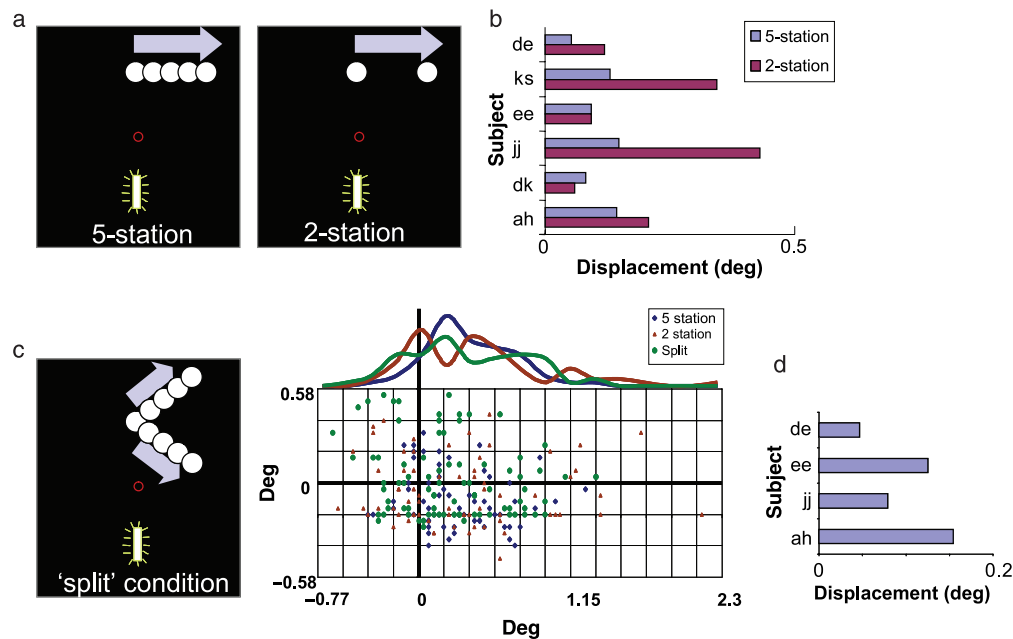 a
5-station
2-station
b
5-station
2-station
Subject
de
ks
ee
jj
dk
ah
0
0.5
Displacement (deg)
c
'split' condition
5 station
2 station
Split
Deg
0.58
0
−0.58
−0.77
0
1.15
2.3
Deg
d
Subject
de
ee
jj
ah
0
0.2
Displacement (deg)